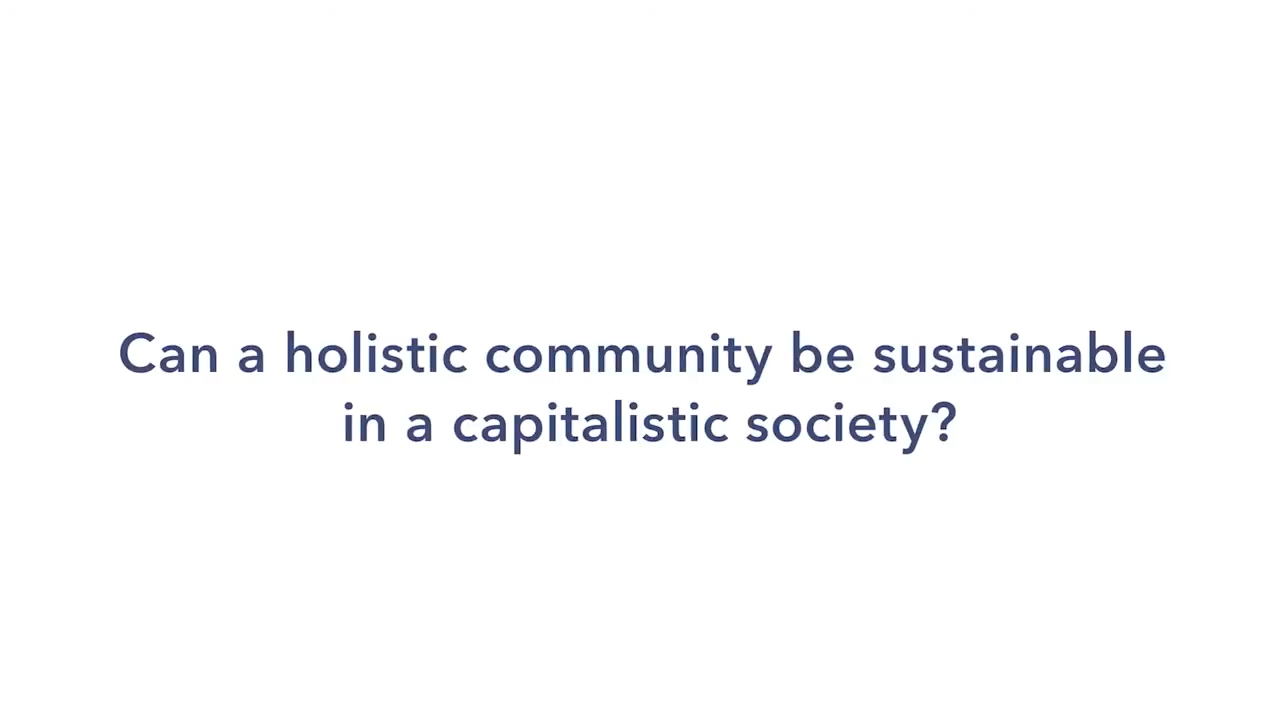 Can a holistic community be sustainable
in a capitalistic society?